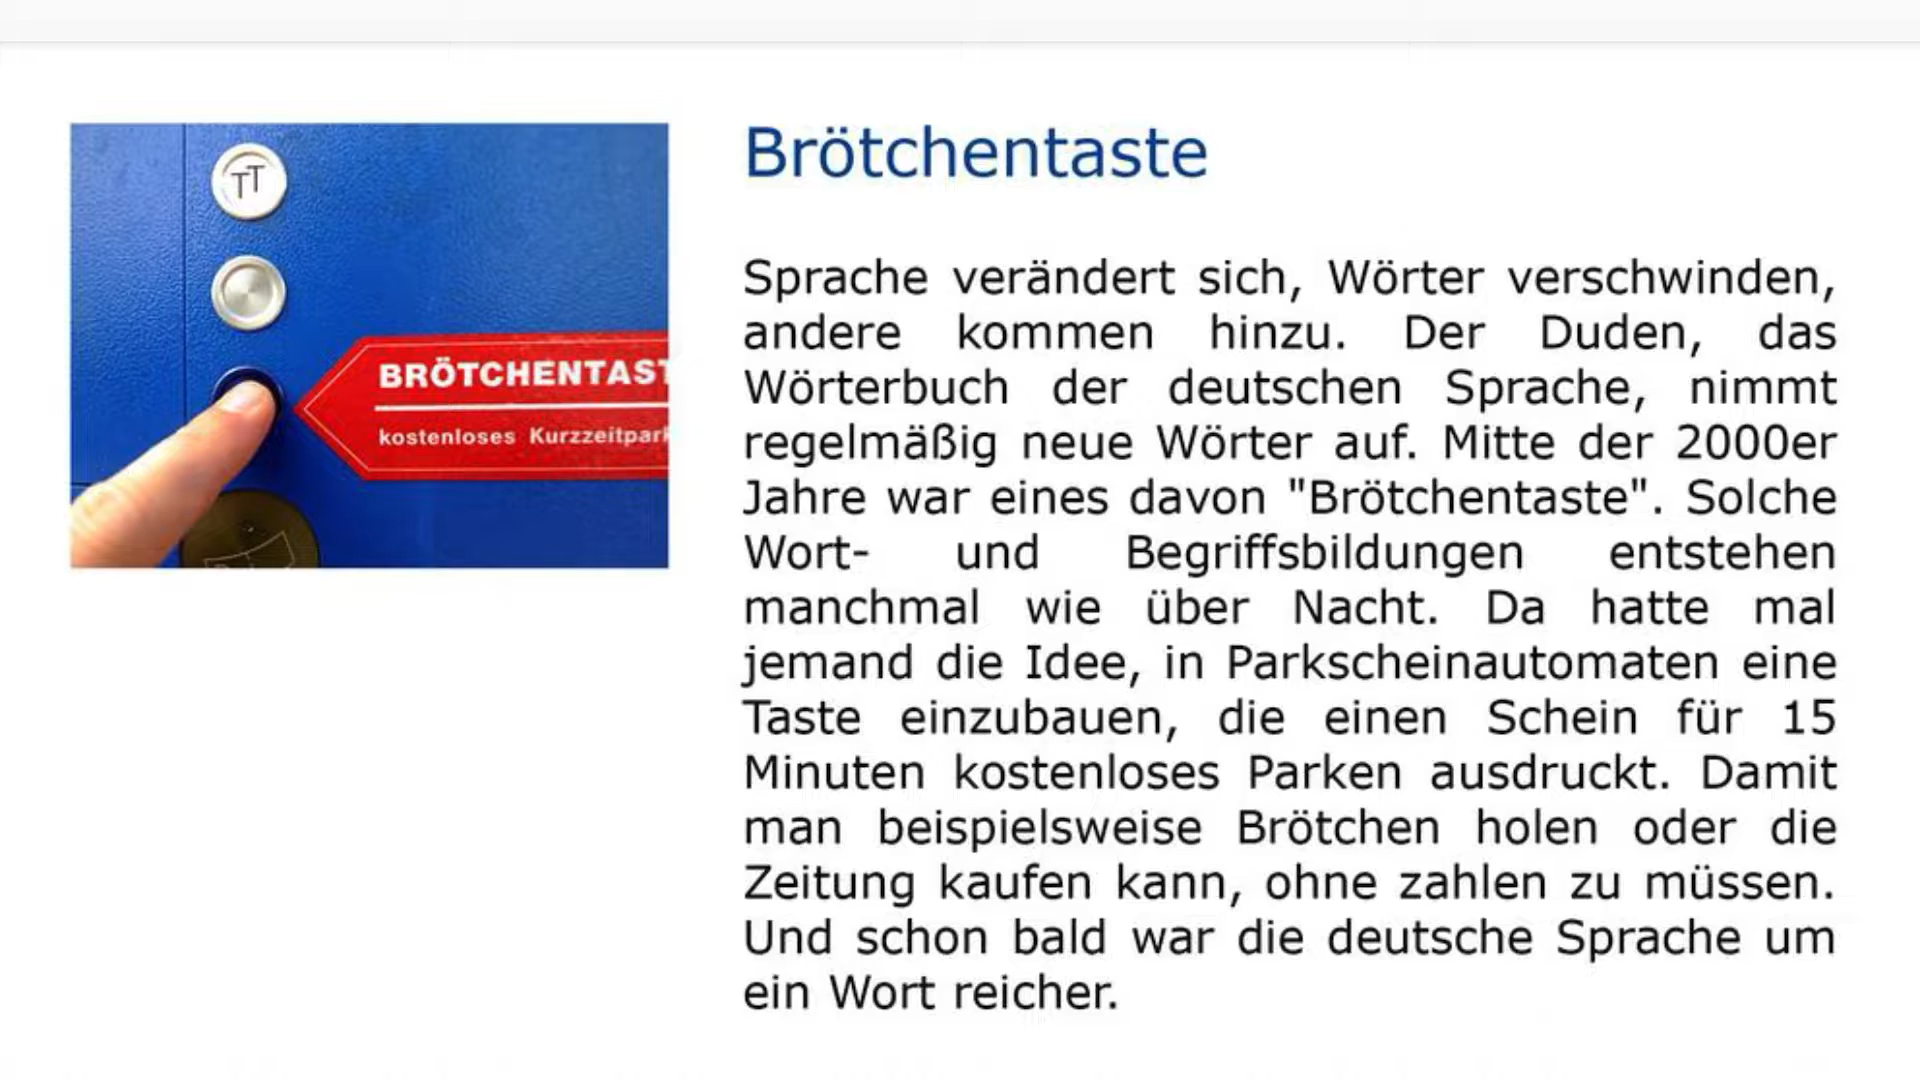 TT
BRÖTCHENTAST
kostenloses Kurzzeitpark
Brötchentaste
Sprache verändert sich, Wörter verschwinden,
andere kommen hinzu. Der Duden, das
Wörterbuch der deutschen Sprache, nimmt
regelmäßig neue Wörter auf. Mitte der 2000er
Jahre war eines davon "Brötchentaste". Solche
Wort- und Begriffsbildungen entstehen
manchmal wie über Nacht. Da hatte mal
jemand die Idee, in Parkscheinautomaten eine
Taste einzubauen, die einen Schein für 15
Minuten kostenloses Parken ausdruckt. Damit
man beispielsweise Brötchen holen oder die
Zeitung kaufen kann, ohne zahlen zu müssen.
Und schon bald war die deutsche Sprache um
ein Wort reicher.